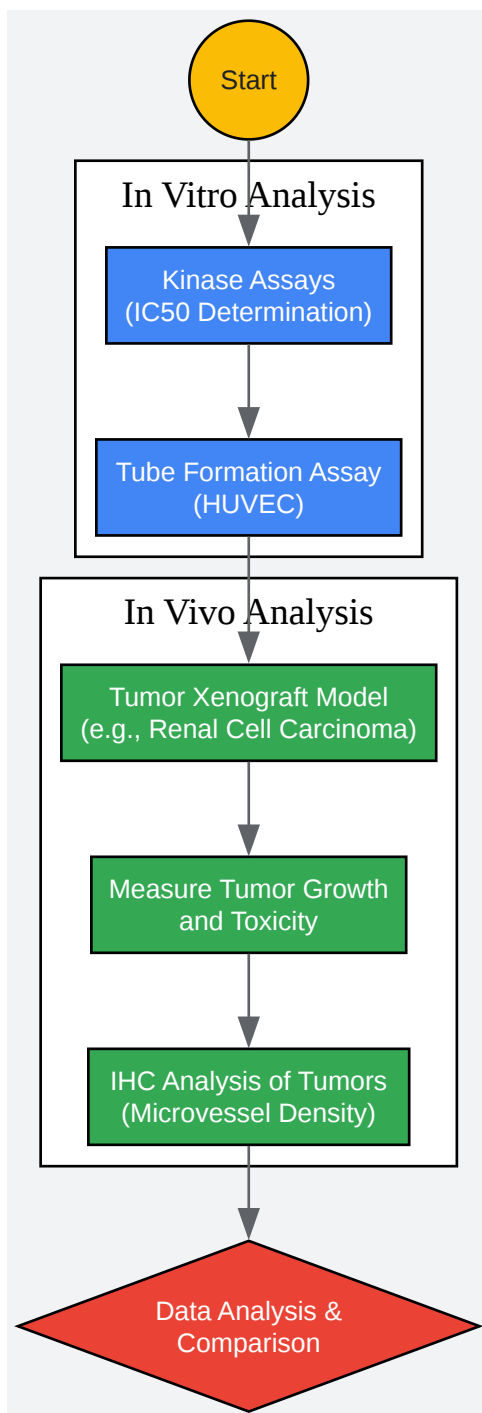 Start
In Vitro Analysis
Kinase Assays
(IC50 Determination)
Tube Formation Assay
(HUVEC)
In Vivo Analysis
Tumor Xenograft Model
(e.g., Renal Cell Carcinoma)
Measure Tumor Growth
and Toxicity
IHC Analysis of Tumors
(Microvessel Density)
Data Analysis &
Comparison